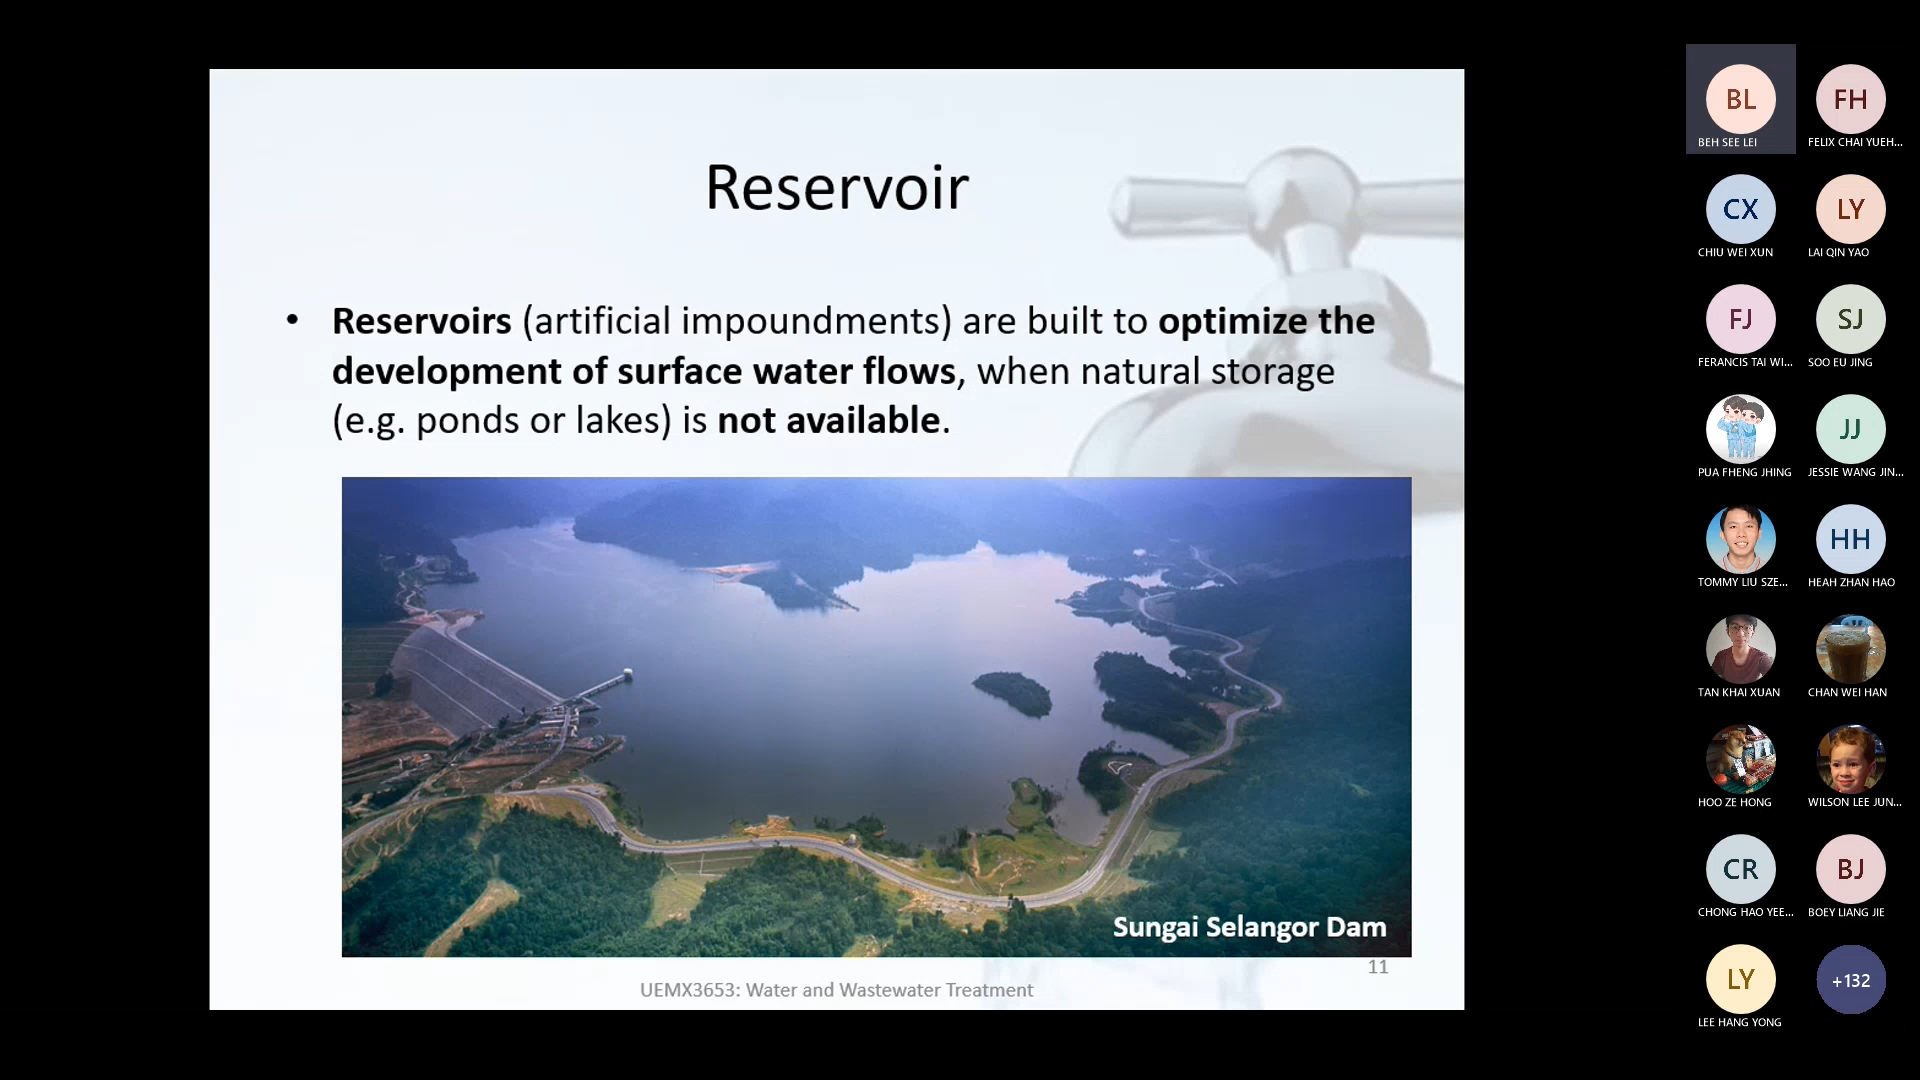 Reservoir
• Reservoirs (artificial impoundments) are built to optimize the
development of surface water flows, when natural storage
(e.g. ponds or lakes) is not available.
Sungai Selangor Dam
11
UEMX3653: Water and Wastewater Treatment
BL
BEH SEE LEI
FH
FELIX CHAI YUEH...
CX
CHIU WEI XUN
LY
LAI QIN YAO
FJ
FERANCIS TAI WI...
SJ
SOO EU JING
PUA FHENG JHING
JJ
JESSIE WANG JIN...
TOMMY LIU SZE...
HH
HEAH ZHAN HAO
TAN KHAI XUAN
CHAN WEI HAN
HOO ZE HONG
WILSON LEE JUN...
CR
CHONG HAO YEE...
BJ
BOEY LIANG JIE
LY
LEE HANG YONG
+132